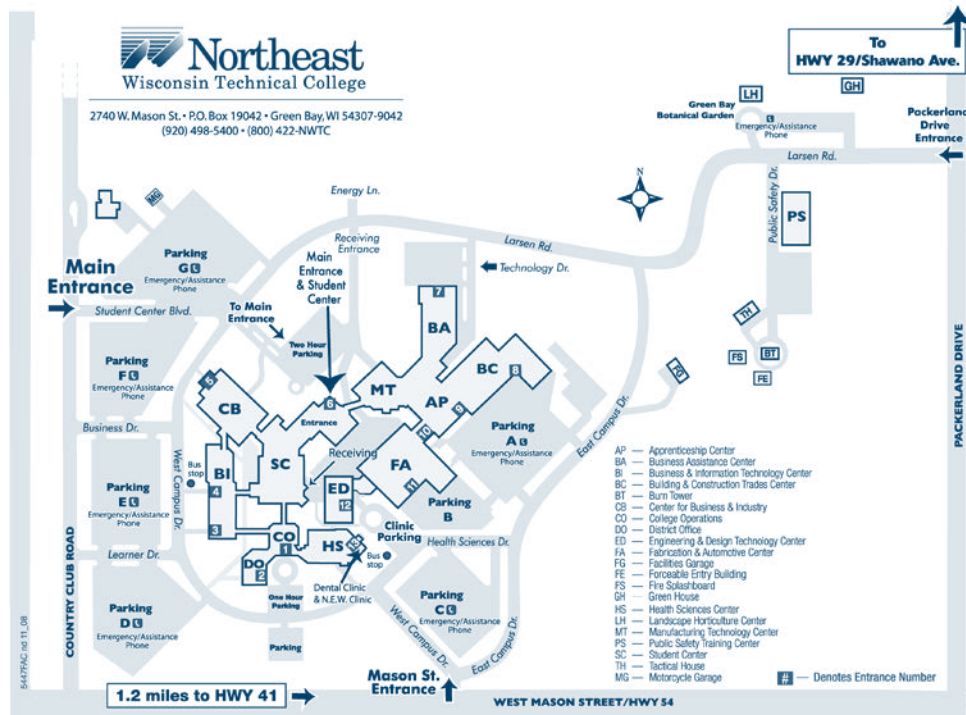 Northeast
Wisconsin Technical College
2740 W. Mason St. • P.O. Box 19042 • Green Bay, WI 54307-9042
(920) 498-5400 • (800) 422-NWTC
To
HWY 29/Shawano Ave.
LH
GH
Green Bay
Botanical Garden
Emergency/Assistance
Phone
Packerland
Drive
Entrance
Larsen Rd.
Public Safety Dr.
PS
N
Energy Ln.
MG
Receiving
Entrance
Larsen Rd.
Technology Dr.
Main
Entrance
Parking
G
Emergency/Assistance
Phone
Student Center Blvd.
Main
Entrance
& Student
Center
To Main
Entrance
Two Hour
Parking
7
BA
TH
FS
BT
FE
FG
PACKERLAND DRIVE
Parking
F
Emergency/Assistance
Phone
5
CB
6
Entrance
MT
AP
BC
8
9
10
Parking
A
Emergency/Assistance
Phone
East Campus Dr.
Business Dr.
West Campus Dr.
Bus
stop
BI
4
3
SC
Receiving
FA
11
ED
12
Parking
B
Parking
E
Emergency/Assistance
Phone
Clinic
Parking
Health Sciences Dr.
Learner Dr.
CO
1
HS
Bus
stop
DO
2
Dental Clinic
& N.E.W. Clinic
One Hour
Parking
Parking
Parking
D
Emergency/Assistance
Phone
Parking
C
Emergency/Assistance
Phone
West Campus Dr.
East Campus Dr.
COUNTRY CLUB ROAD
5447FAC nd 11_08
AP — Apprenticeship Center
BA — Business Assistance Center
BI — Business & Information Technology Center
BC — Building & Construction Trades Center
BT — Burn Tower
CB — Center for Business & Industry
CO — College Operations
DO — District Office
ED — Engineering & Design Technology Center
FA — Fabrication & Automotive Center
FG — Facilities Garage
FE — Forceable Entry Building
FS — Fire Splashboard
GH — Green House
HS — Health Sciences Center
LH — Landscape Horticulture Center
MT — Manufacturing Technology Center
PS — Public Safety Training Center
SC — Student Center
TH — Tactical House
MG — Motorcycle Garage
# — Denotes Entrance Number
Mason St.
Entrance
1.2 miles to HWY 41
WEST MASON STREET/HWY 54